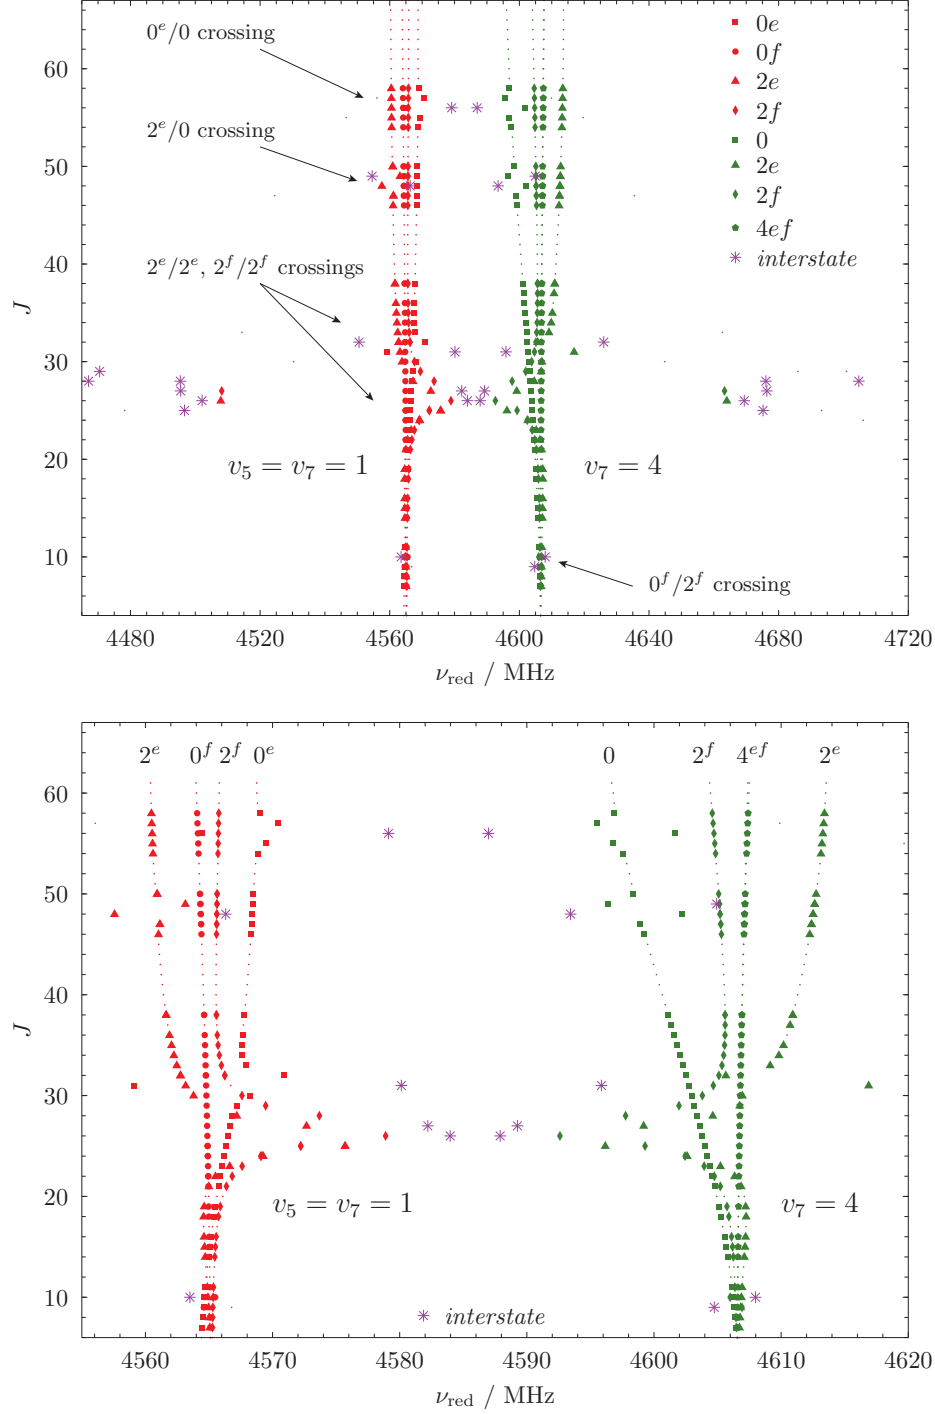 0ᵉ/0 crossing
2ᵉ/0 crossing
2ᵉ/2ᵉ, 2ᶠ/2ᶠ crossings
0e
0f
2e
2f
0
2e
2f
4ef
interstate
v₅ = v₇ = 1
v₇ = 4
0ᶠ/2ᶠ crossing
60
50
40
30
20
10
J
4480
4520
4560
4600
4640
4680
4720
ν_red / MHz
2ᵉ 0ᶠ 2ᶠ 0ᵉ 0 2ᶠ 4ᵉᶠ 2ᵉ
60
50
40
30
20
10
J
v₅ = v₇ = 1
v₇ = 4
interstate
4560
4570
4580
4590
4600
4610
4620
ν_red / MHz